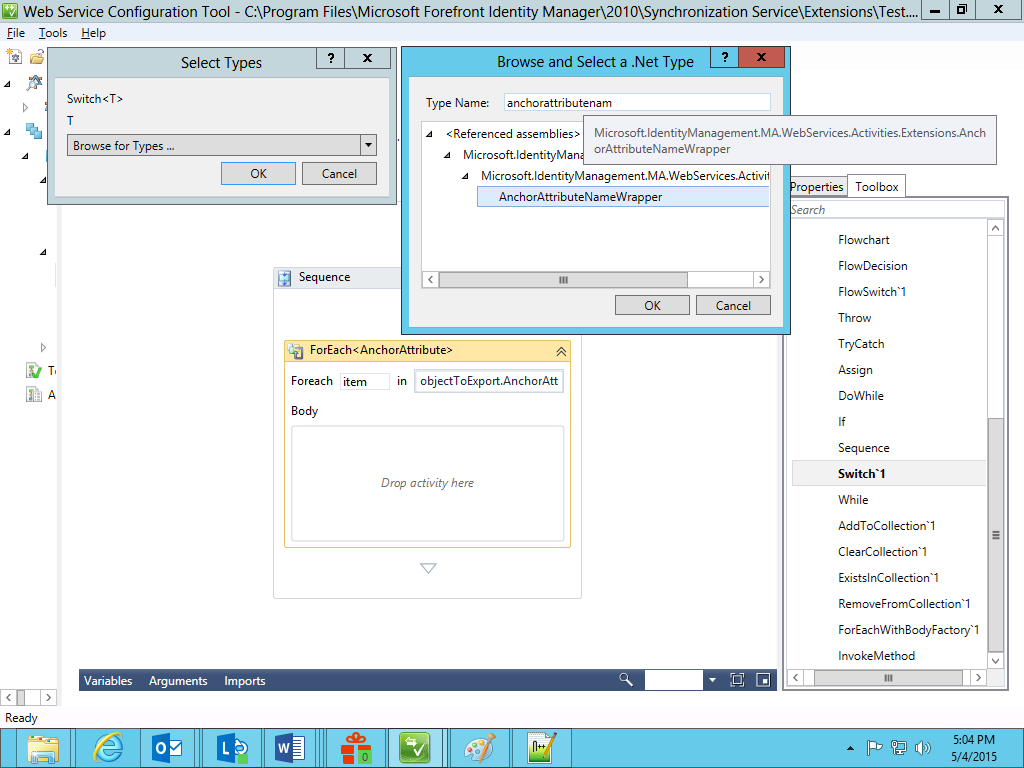 Web Service Configuration Tool - C:\Program Files\Microsoft Forefront Identity Manager\2010\Synchronization Service\Extensions\Test....
File Tools Help
Select Types
?
x
Switch<T>
T
Browse for Types ...
OK
Cancel
Browse and Select a .Net Type
?
x
Type Name:
anchorattributenam
<Referenced assemblies>
Microsoft.IdentityMana
Microsoft.IdentityManagement.MA.WebServices.Activit
AnchorAttributeNameWrapper
Microsoft.IdentityManagement.MA.WebServices.Activities.Extensions.Anch
orAttributeNameWrapper
OK
Cancel
Sequence
ForEach<AnchorAttribute>
Foreach item in objectToExport.AnchorAtt
Body
Drop activity here
Properties
Toolbox
Search
Flowchart
FlowDecision
FlowSwitch`1
Throw
TryCatch
Assign
DoWhile
If
Sequence
Switch`1
While
AddToCollection`1
ClearCollection`1
ExistsInCollection`1
RemoveFromCollection`1
ForEachWithBodyFactory`1
InvokeMethod
T
A
Variables Arguments Imports
Ready
0
5:04 PM
5/4/2015